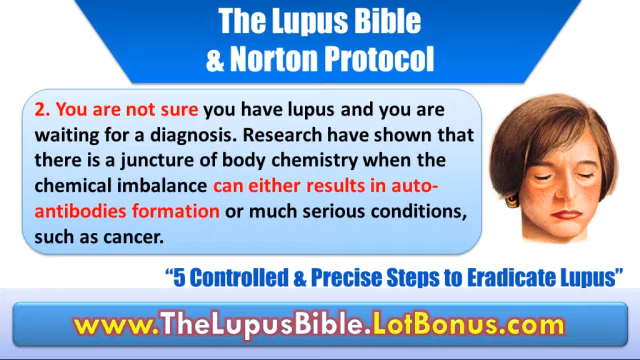 The Lupus Bible
& Norton Protocol
2. You are not sure you have lupus and you are
waiting for a diagnosis. Research have shown that
there is a juncture of body chemistry when the
chemical imbalance can either results in auto-
antibodies formation or much serious conditions,
such as cancer.
“5 Controlled & Precise Steps to Eradicate Lupus”
www.TheLupusBible.LotBonus.com